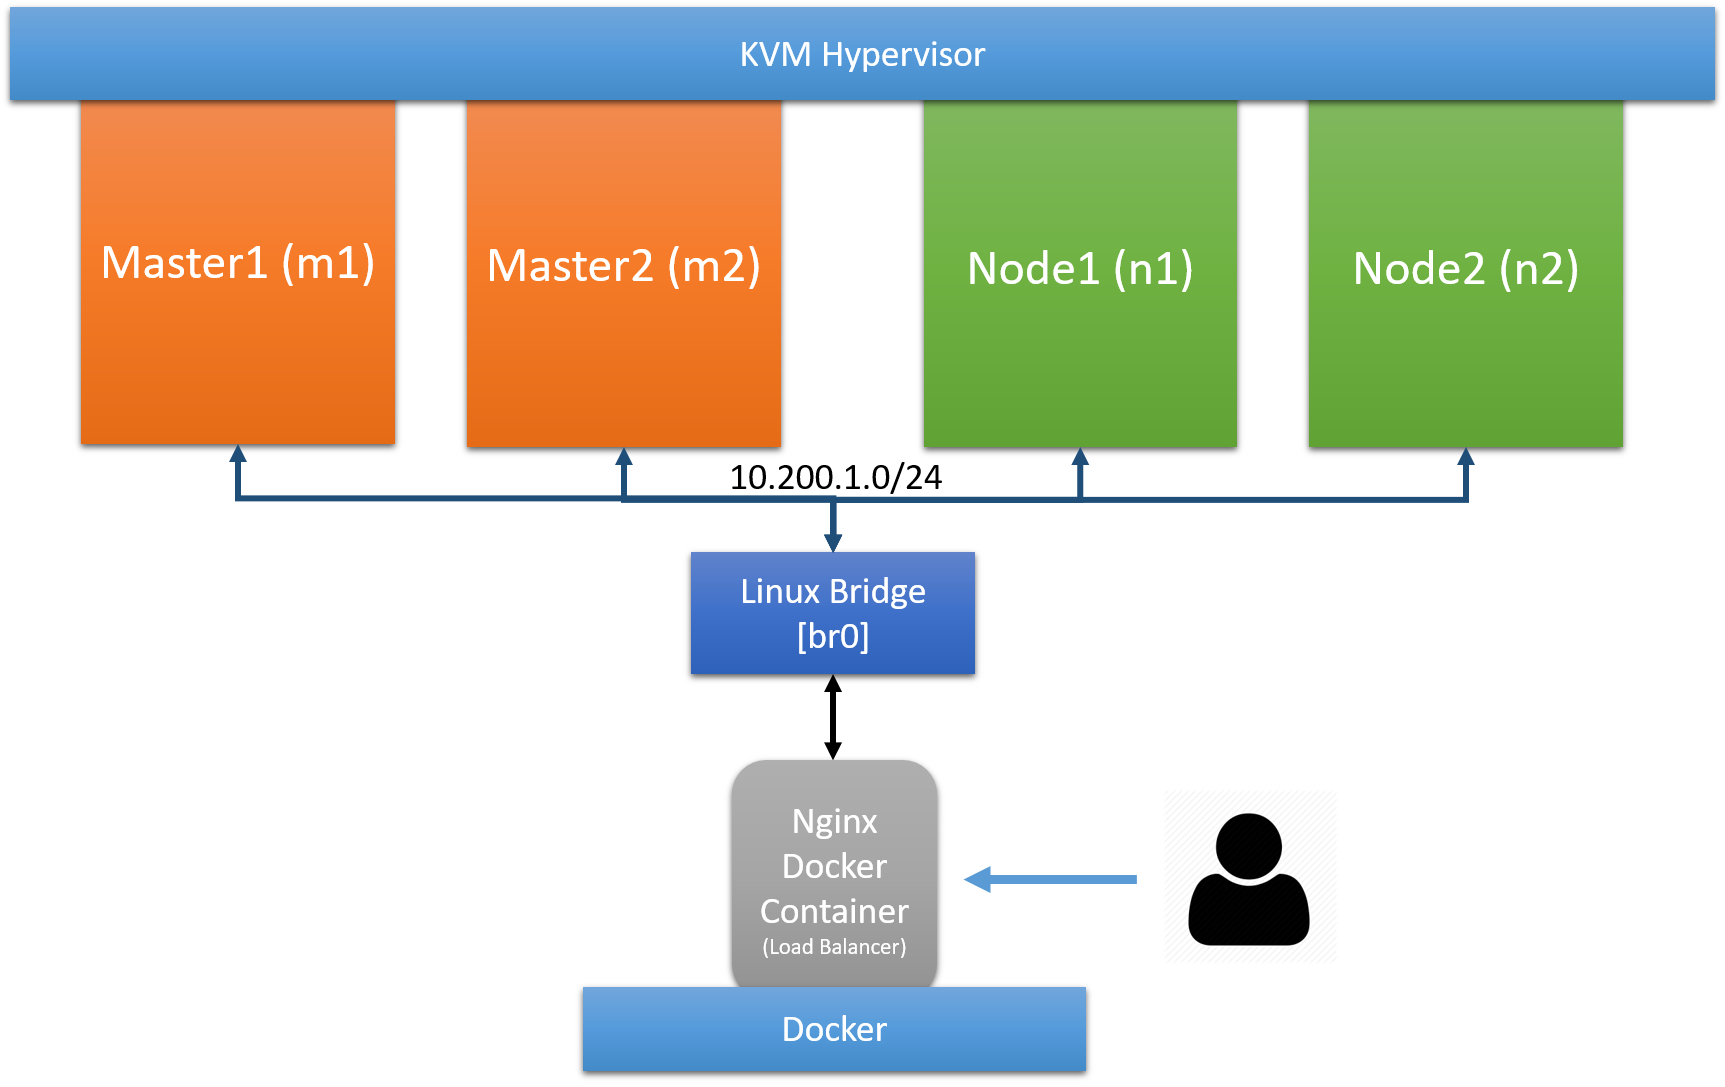 KVM Hypervisor
Master1 (m1)
Master2 (m2)
Node1 (n1)
Node2 (n2)
10.200.1.0/24
Linux Bridge
[br0]
Nginx
Docker
Container
(Load Balancer)
Docker